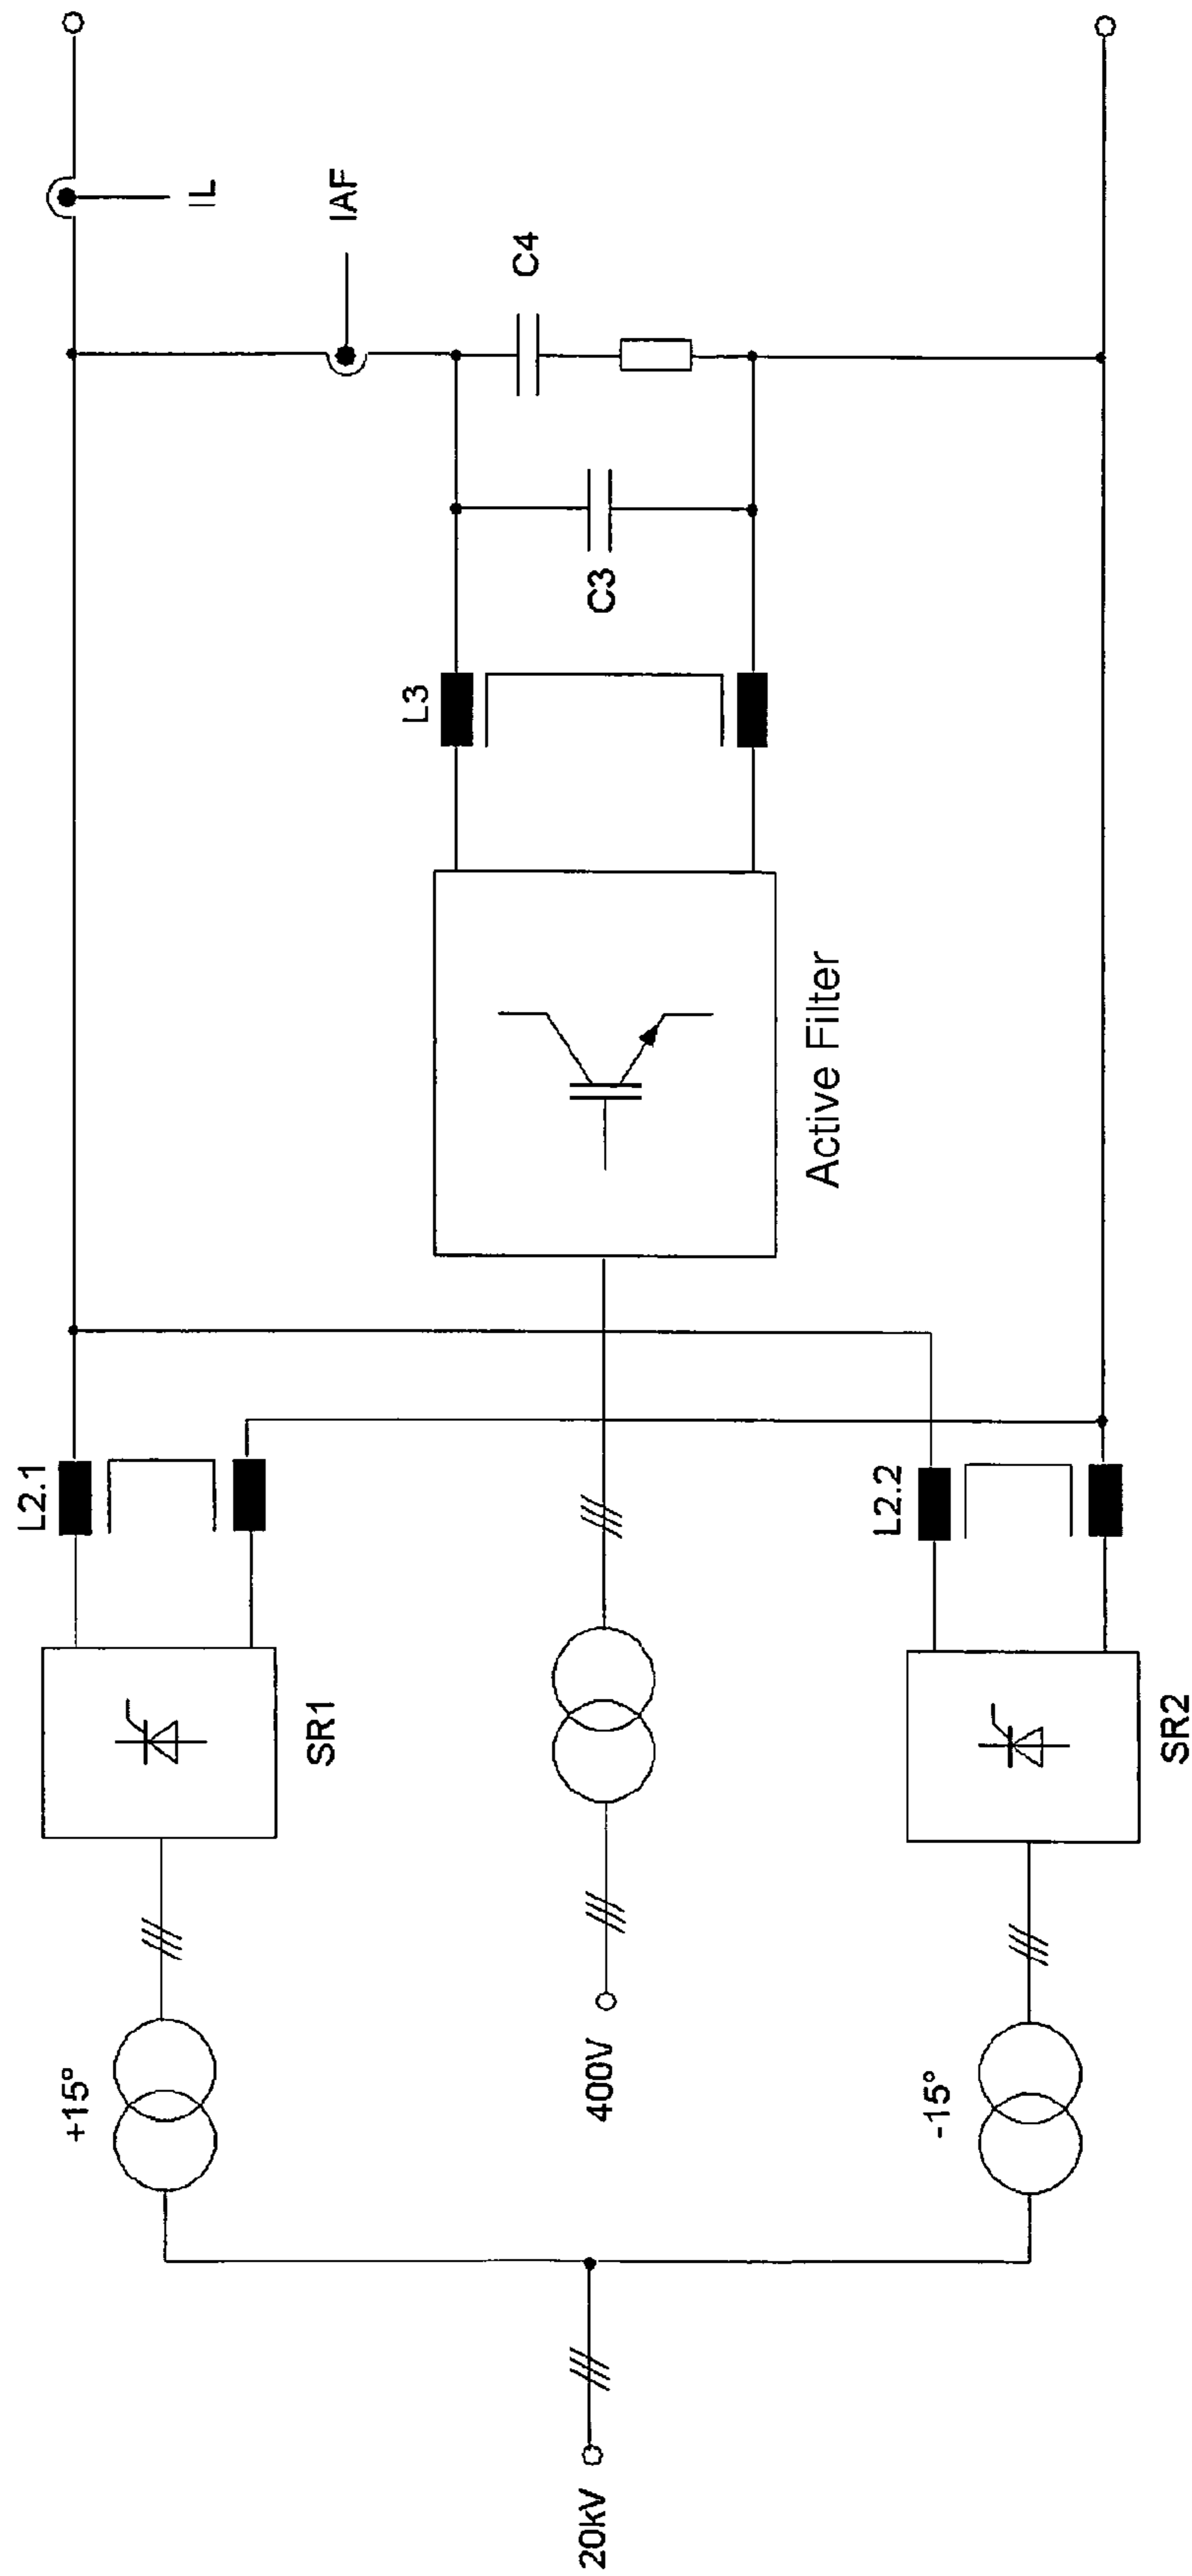 20kV
+15°
-15°
400V
SR1
SR2
L2.1
L2.2
Active Filter
L3
C3
C4
IAF
IL